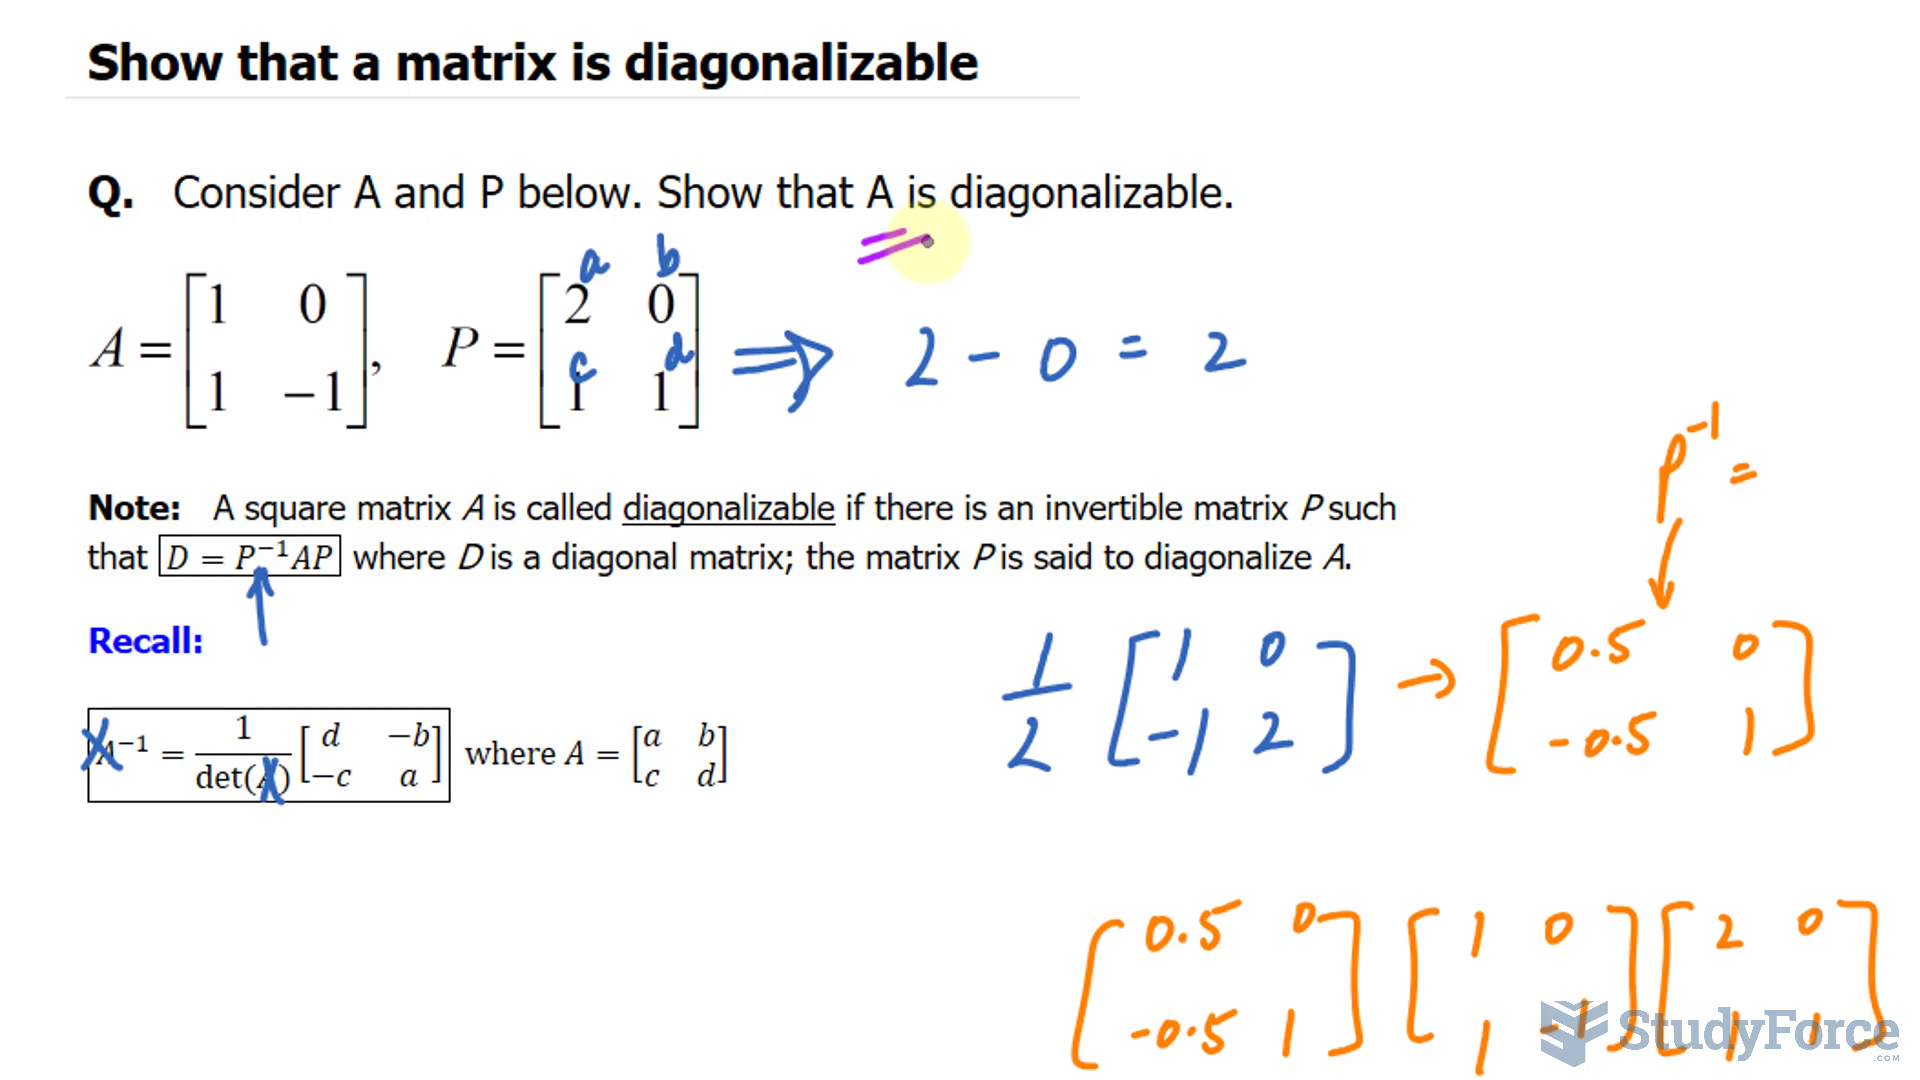 Show that a matrix is diagonalizable
Q. Consider A and P below. Show that A is diagonalizable.
a b
A = [1 0; 1 −1], P = [2 0; 1 1] ⇒ 2 - 0 = 2
c d
P⁻¹ =
Note: A square matrix A is called diagonalizable if there is an invertible matrix P such
that D = P⁻¹AP where D is a diagonal matrix; the matrix P is said to diagonalize A.
Recall:
1/2 [1 0; -1 2] → [0.5 0; -0.5 1]
A⁻¹ = 1/det(A) [d −b; −c a] where A = [a b; c d]
[0.5 0; -0.5 1] [1 0; 1 -1] [2 0; 1 1]
StudyForce
.COM